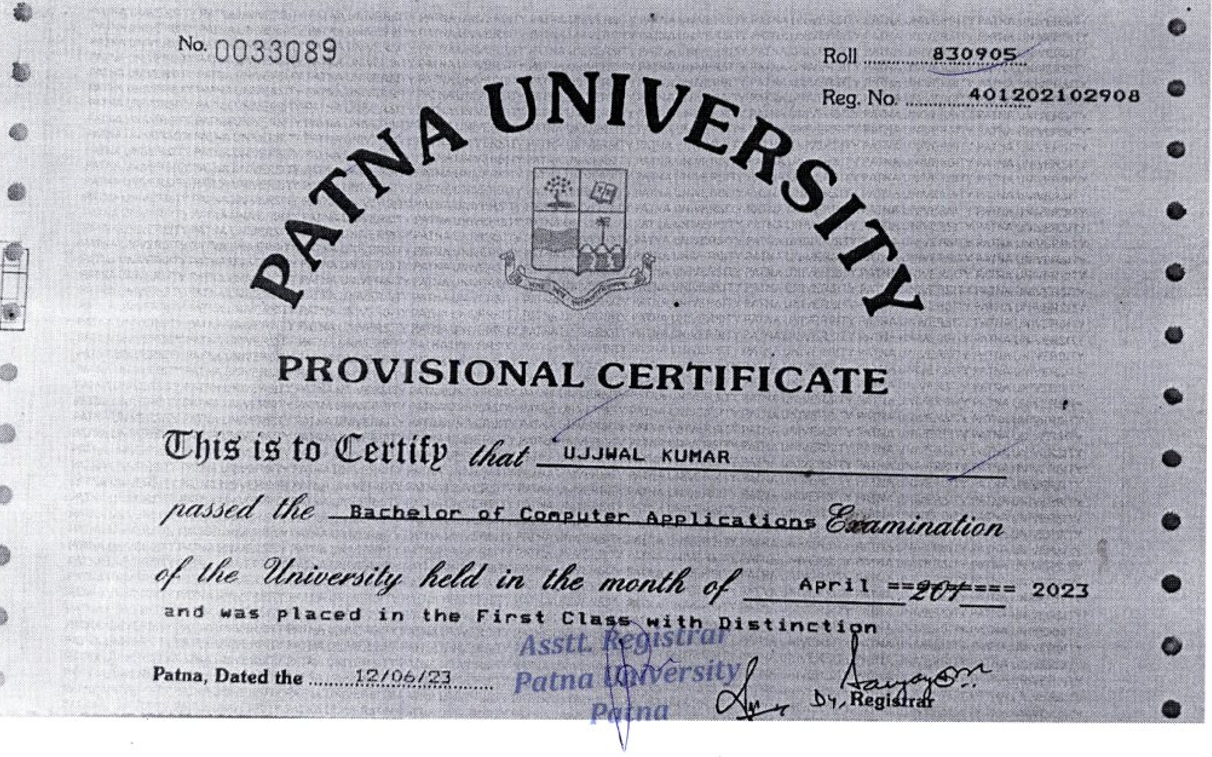 No. 0033089
Roll 830905
Reg. No. 401202102908
PATNA UNIVERSITY
PROVISIONAL CERTIFICATE
This is to Certify that UJJWAL KUMAR
passed the Bachelor of Computer Applications Examination
of the University held in the month of April ==201=== 2023
and was placed in the First Class with Distinction
Asstt. Registrar
Patna University
Patna
Patna, Dated the 12/06/23
Dy, Registrar